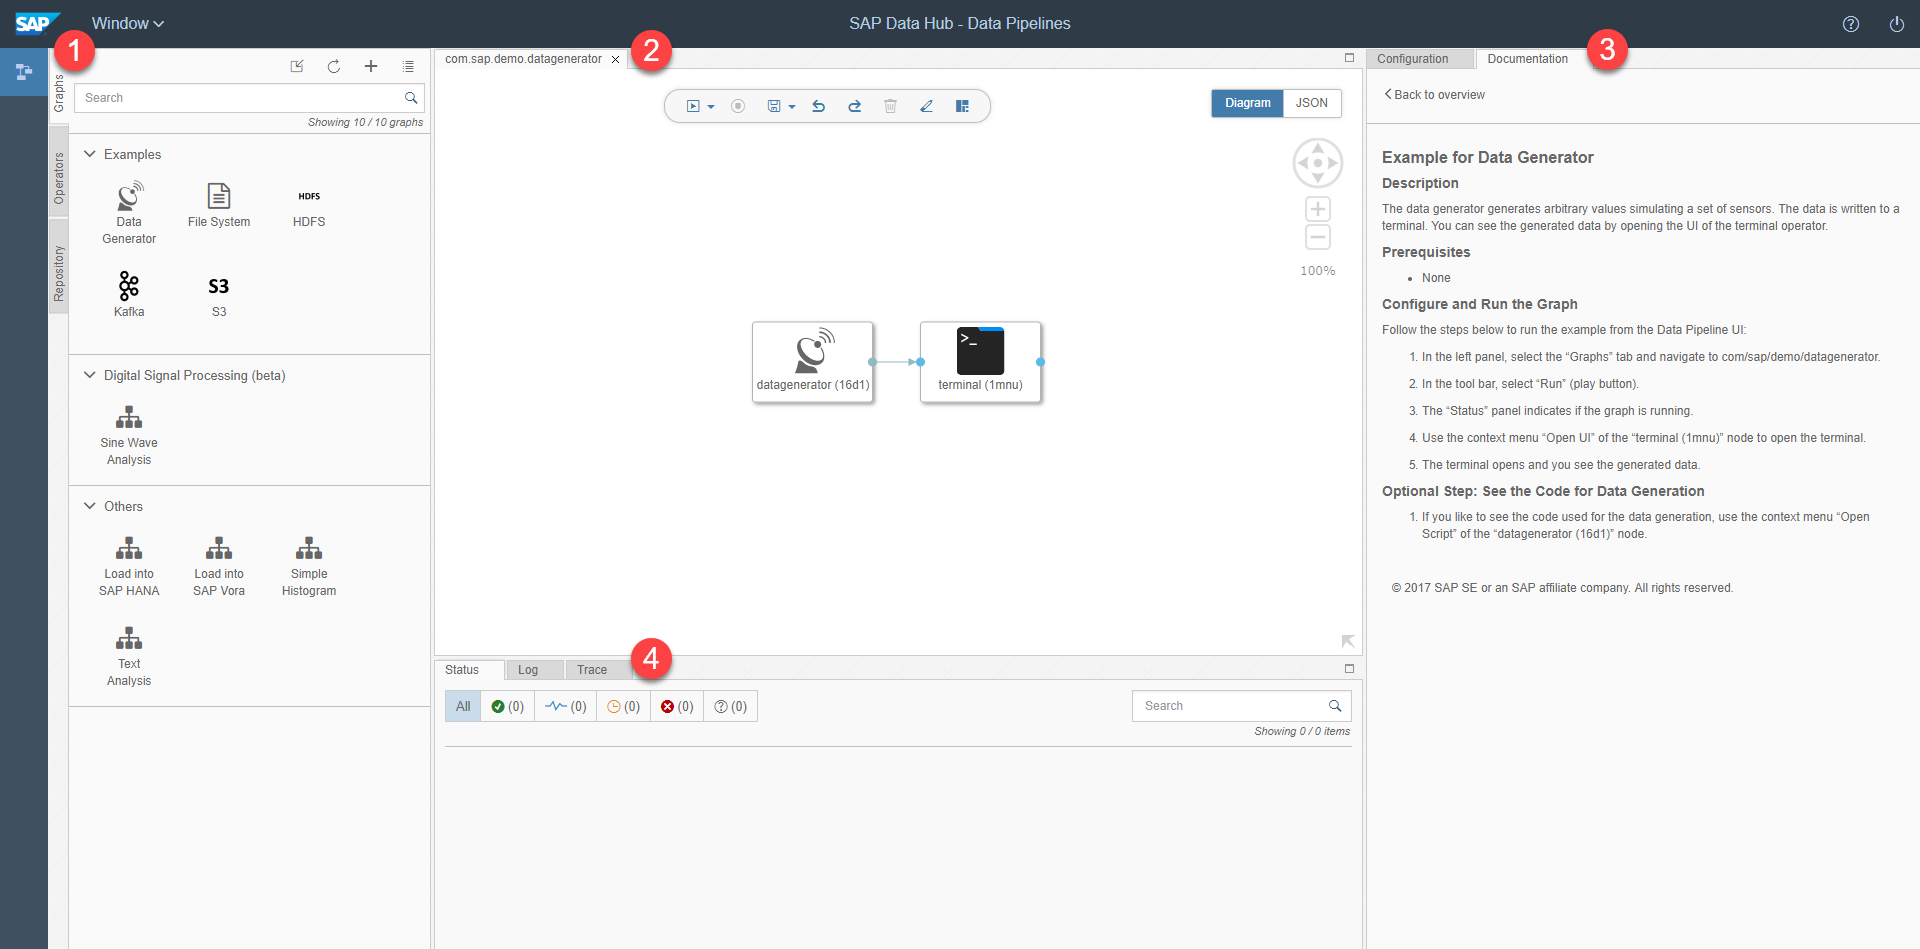 SAP
Window
SAP Data Hub - Data Pipelines
1
Graphs
Operators
Repository
Search
Showing 10 / 10 graphs
Examples
Data
Generator
File System
HDFS
HDFS
Kafka
S3
S3
Digital Signal Processing (beta)
Sine Wave
Analysis
Others
Load into
SAP HANA
Load into
SAP Vora
Simple
Histogram
Text
Analysis
com.sap.demo.datagenerator
2
Diagram
JSON
100%
datagenerator (16d1)
>_
terminal (1mnu)
Status
Log
Trace
4
All
(0)
(0)
(0)
(0)
(0)
Search
Showing 0 / 0 items
Configuration
Documentation
3
Back to overview
Example for Data Generator
Description
The data generator generates arbitrary values simulating a set of sensors. The data is written to a
terminal. You can see the generated data by opening the UI of the terminal operator.
Prerequisites
• None
Configure and Run the Graph
Follow the steps below to run the example from the Data Pipeline UI:
1. In the left panel, select the “Graphs” tab and navigate to com/sap/demo/datagenerator.
2. In the tool bar, select “Run” (play button).
3. The “Status” panel indicates if the graph is running.
4. Use the context menu “Open UI” of the “terminal (1mnu)” node to open the terminal.
5. The terminal opens and you see the generated data.
Optional Step: See the Code for Data Generation
1. If you like to see the code used for the data generation, use the context menu “Open
Script” of the “datagenerator (16d1)” node.
© 2017 SAP SE or an SAP affiliate company. All rights reserved.